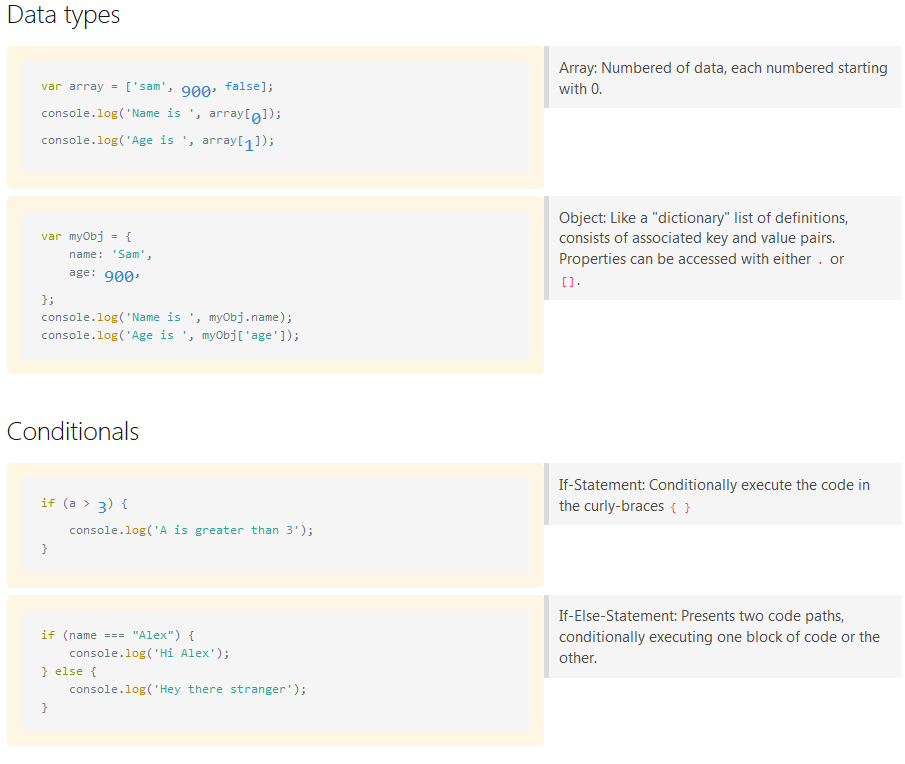 Data types
var array = ['sam', 900, false];
console.log('Name is ', array[0]);
console.log('Age is ', array[1]);
Array: Numbered of data, each numbered starting
with 0.
var myObj = {
    name: 'Sam',
    age: 900,
};
console.log('Name is ', myObj.name);
console.log('Age is ', myObj['age']);
Object: Like a "dictionary" list of definitions,
consists of associated key and value pairs.
Properties can be accessed with either . or
[].
Conditionals
if (a > 3) {
    console.log('A is greater than 3');
}
If-Statement: Conditionally execute the code in
the curly-braces { }
if (name === "Alex") {
    console.log('Hi Alex');
} else {
    console.log('Hey there stranger');
}
If-Else-Statement: Presents two code paths,
conditionally executing one block of code or the
other.